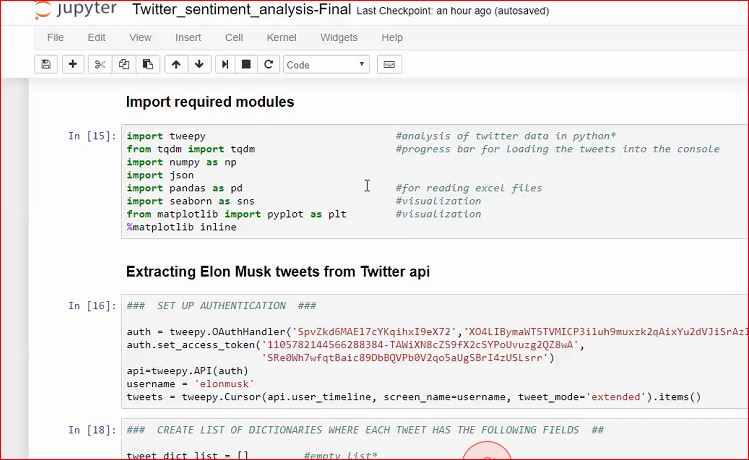 jupyter Twitter_sentiment_analysis-Final Last Checkpoint: an hour ago (autosaved)
File Edit View Insert Cell Kernel Widgets Help
Code
Import required modules
In [15]: import tweepy #analysis of twitter data in python*
from tqdm import tqdm #progress bar for loading the tweets into the console
import numpy as np
import json
import pandas as pd #for reading excel files
import seaborn as sns #visualization
from matplotlib import pyplot as plt #visualization
%matplotlib inline
Extracting Elon Musk tweets from Twitter api
In [16]: ### SET UP AUTHENTICATION ###
auth = tweepy.OAuthHandler('SpvZkd6MAEl7cYKqihxI9eX72','XO4LIBymaWT5TVMICP3iluh9muxzk2qAixYu2dVJiSrAzl
auth.set_access_token('1105782144566288384-TAWiXN8cZ59fX2cSYPoUvuzg2QZ8wA',
'SRe0Wh7wfqtBaic89DbBQVPb0V2qo5aUgSBrI4zUSLsrr')
api=tweepy.API(auth)
username = 'elonmusk'
tweets = tweepy.Cursor(api.user_timeline, screen_name=username, tweet_mode='extended').items()
In [18]: ### CREATE LIST OF DICTIONARIES WHERE EACH TWEET HAS THE FOLLOWING FIELDS ##
tweet_dict_list = [] #empty list*